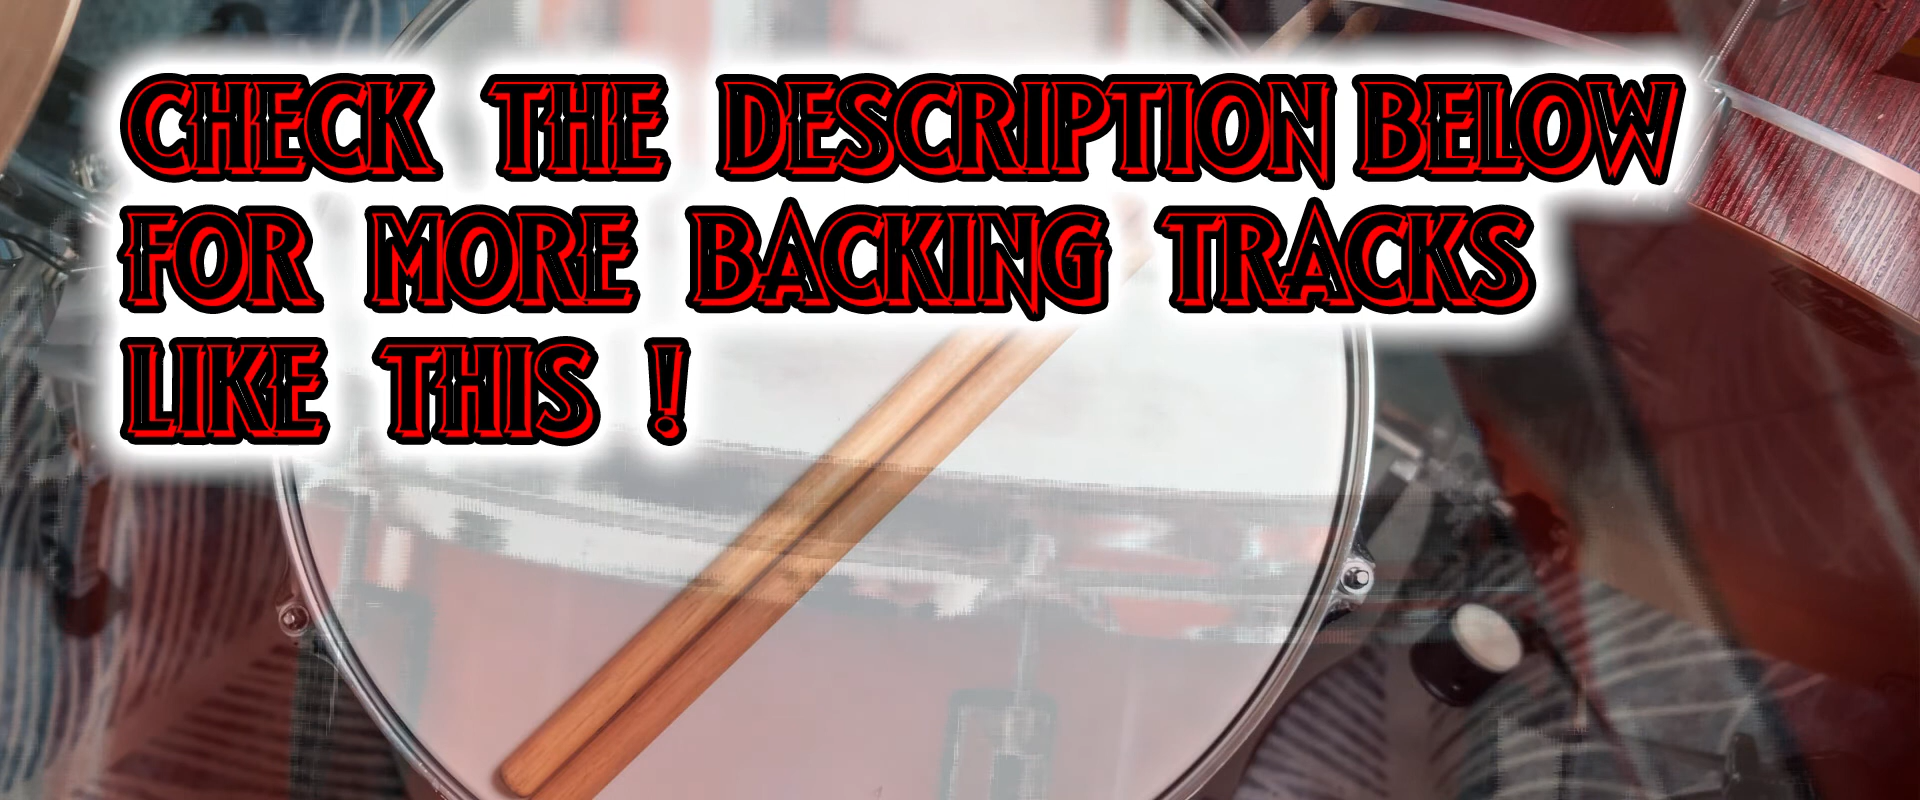 CHECK THE DESCRIPTION BELOW
FOR MORE BACKING TRACKS
LIKE THIS !